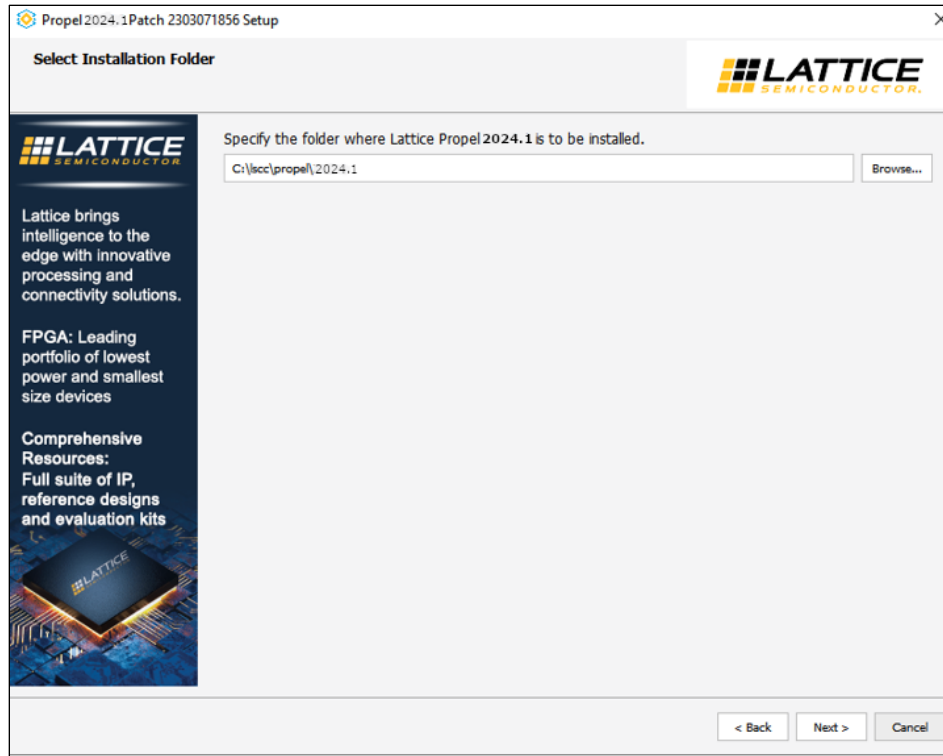 Propel 2024.1Patch 2303071856 Setup
Select Installation Folder
LATTICE
SEMICONDUCTOR.
LATTICE
SEMICONDUCTOR
Specify the folder where Lattice Propel 2024.1 is to be installed.
C:\lscc\propel\2024.1
Browse...
Lattice brings
intelligence to the
edge with innovative
processing and
connectivity solutions.
FPGA: Leading
portfolio of lowest
power and smallest
size devices
Comprehensive
Resources:
Full suite of IP,
reference designs
and evaluation kits
LATTICE
< Back
Next >
Cancel